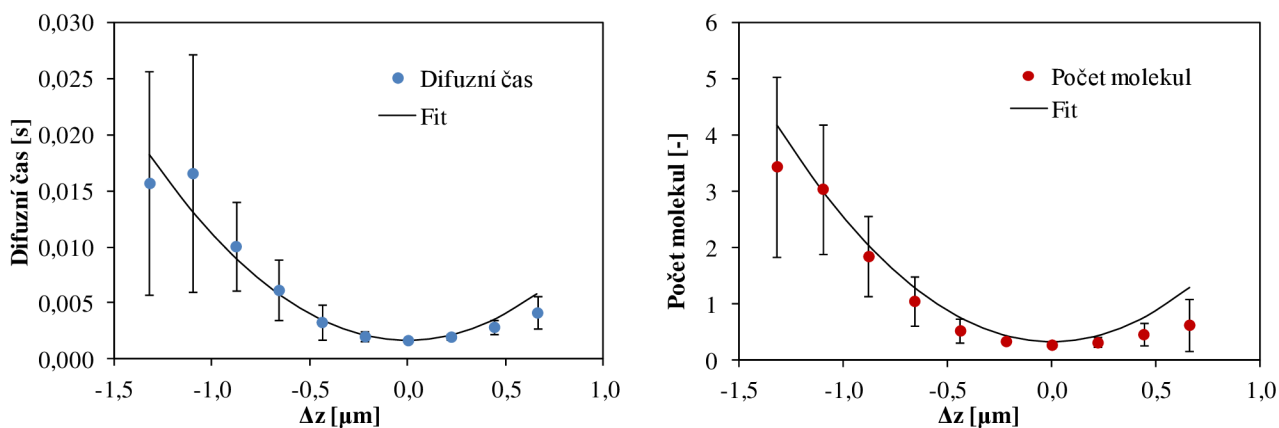 0,030
0,025
0,020
0,015
0,010
0,005
0,000
Difuzní čas [s]
Difuzní čas
Fit
-1,5 -1,0 -0,5 0,0 0,5 1,0
Δz [µm]
6
5
4
3
2
1
0
Počet molekul [-]
Počet molekul
Fit
-1,5 -1,0 -0,5 0,0 0,5 1,0
Δz [µm]